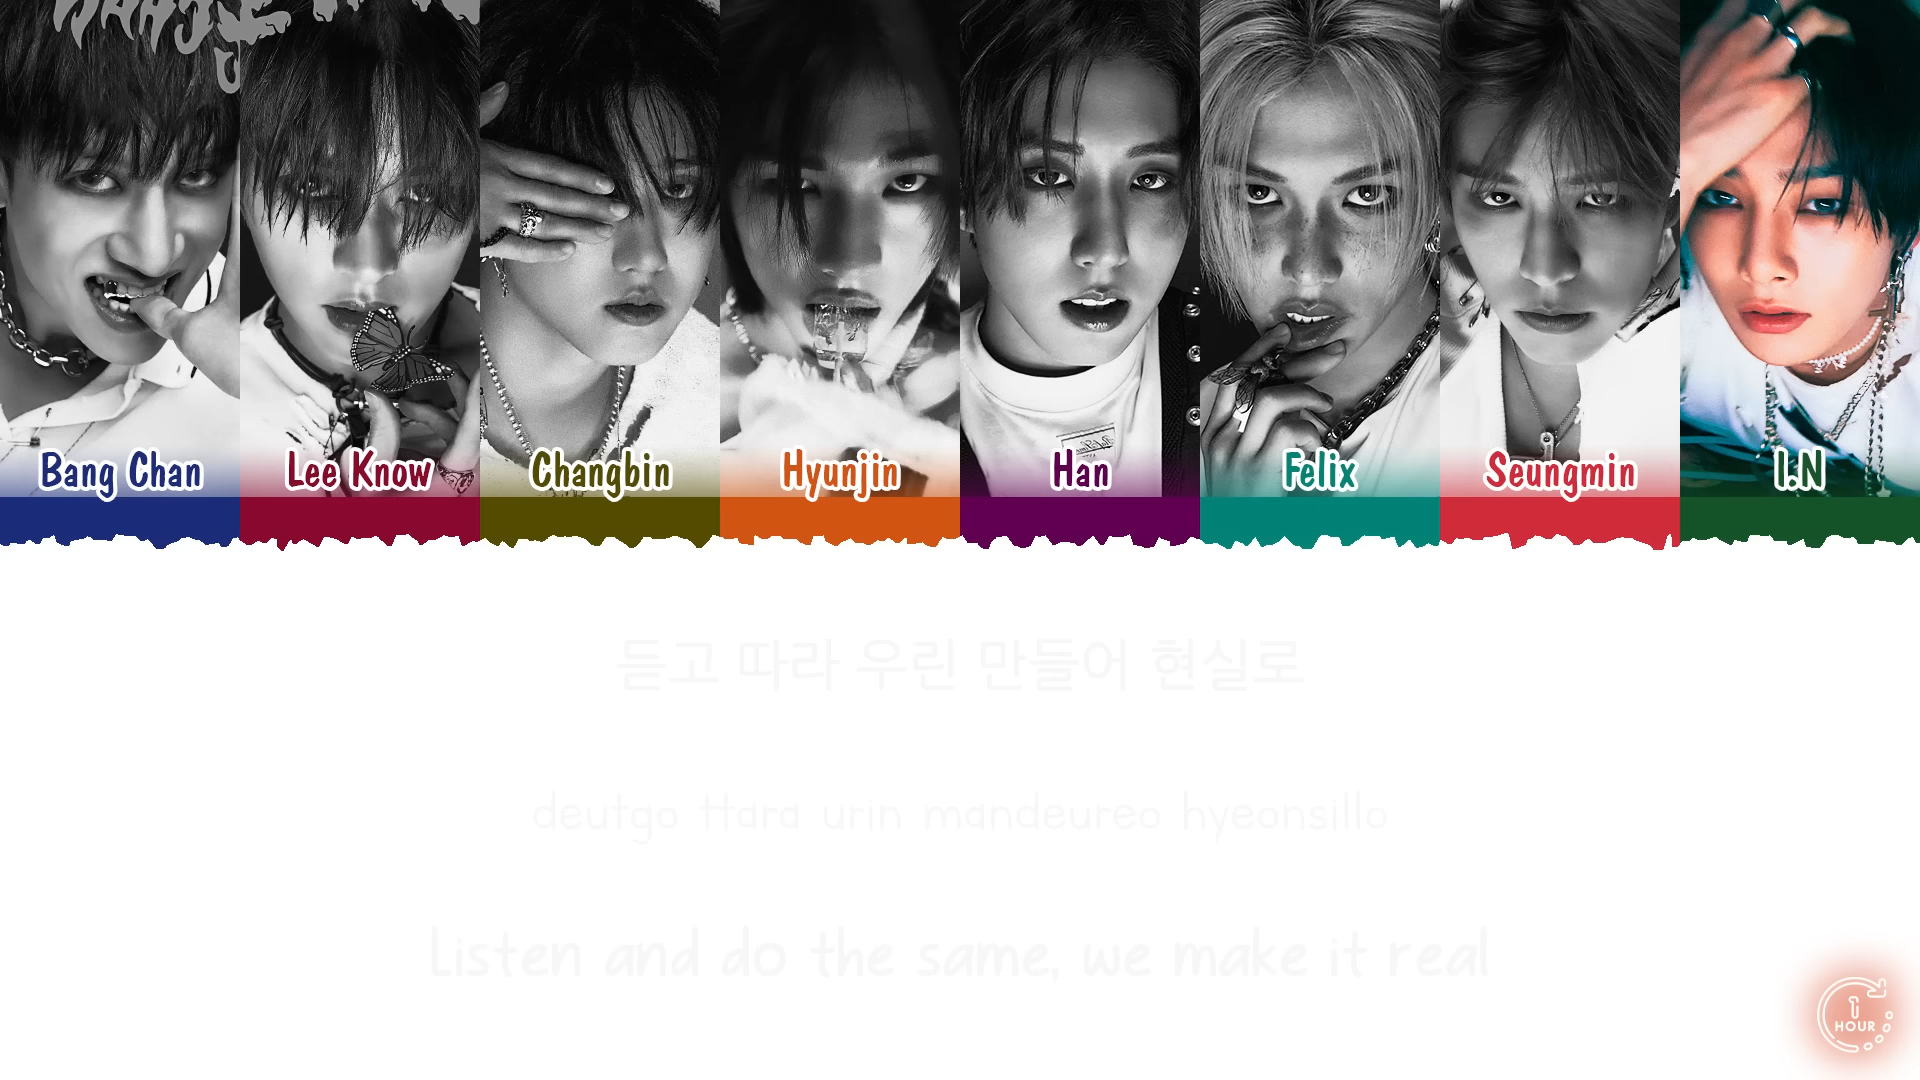 Bang Chan
Lee Know
Changbin
Hyunjin
Han
Felix
Seungmin
I.N
듣고 따라 우린 만들어 현실로
deutgo ttara urin mandeureo hyeonsillo
Listen and do the same, we make it real
1
HOUR